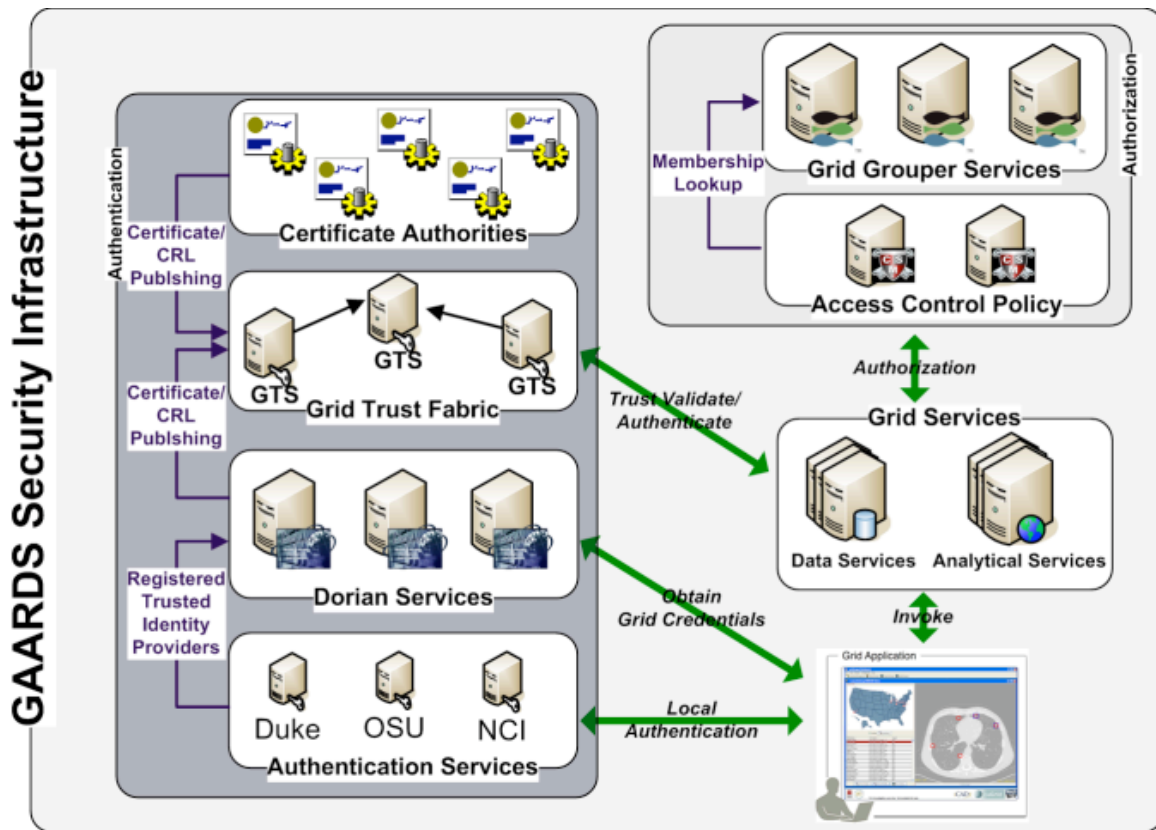 GAARDS Security Infrastructure
Authentication
Certificate Authorities
Certificate/
CRL
Publshing
GTS
GTS
GTS
Grid Trust Fabric
Certificate/
CRL
Publshing
Dorian Services
Registered
Trusted
Identity
Providers
Duke
OSU
NCI
Authentication Services
Authorization
Grid Grouper Services
Membership
Lookup
Access Control Policy
Authorization
Trust Validate/
Authenticate
Grid Services
Data Services
Analytical Services
Obtain
Grid Credentials
Invoke
Local
Authentication
Grid Application